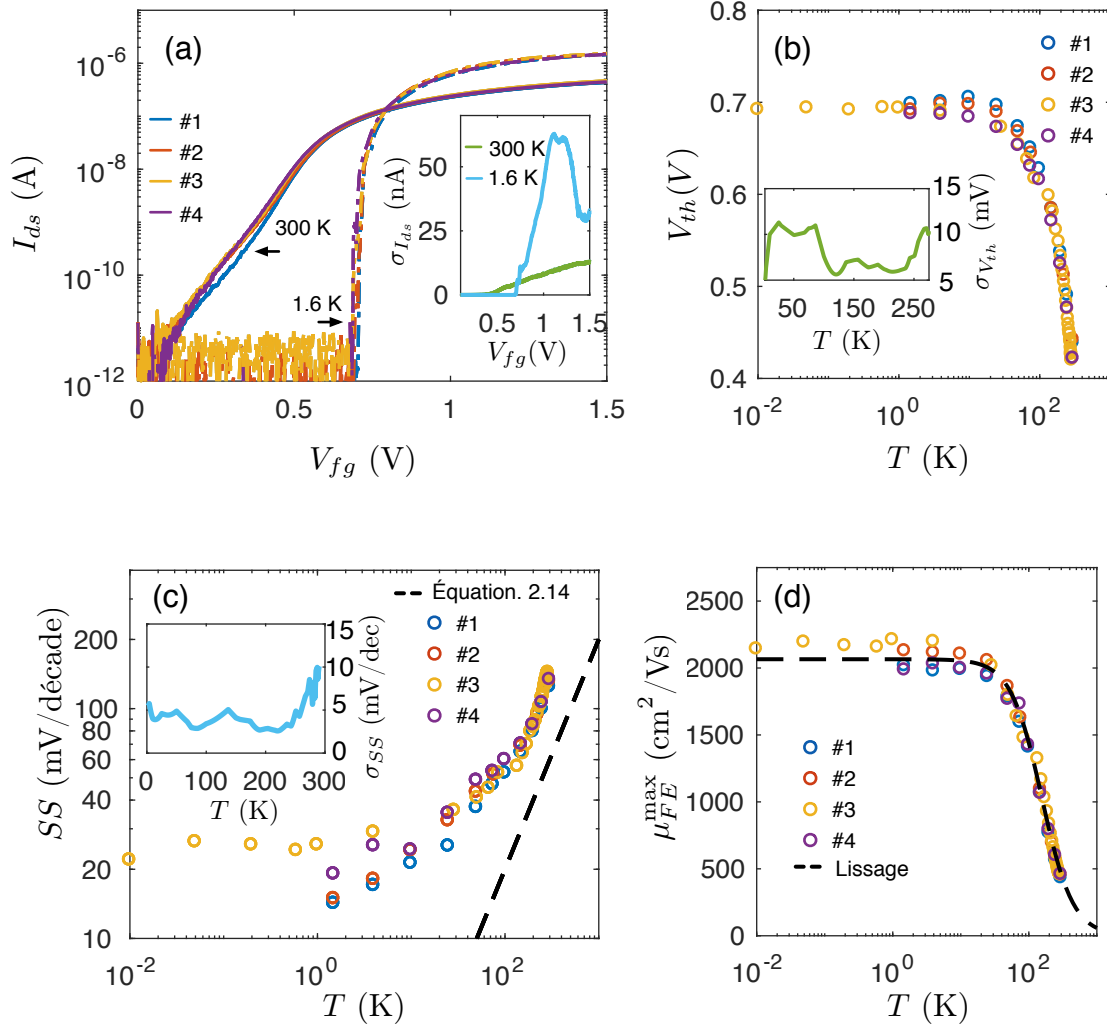 (a)
10^-6
10^-8
10^-10
10^-12
I_ds (A)
#1
#2
#3
#4
300 K
1.6 K
0 0.5 1 1.5
V_fg (V)
300 K
1.6 K
60
25
0
σ_I_ds (nA)
0.5 1 1.5
V_fg(V)
(b)
#1
#2
#3
#4
0.8
0.7
0.6
0.5
0.4
V_th(V)
15
10
5
σ_V_th (mV)
50 150 250
T (K)
10^-2 10^0 10^2
T (K)
(c)
Équation. 2.14
#1
#2
#3
#4
200
100
80
60
40
20
10
SS (mV/décade)
15
10
5
0
σ_SS (mV/dec)
0 100 200 300
T (K)
10^-2 10^0 10^2
T (K)
(d)
2500
2000
1500
1000
500
0
μ_FE^max (cm^2/Vs)
#1
#2
#3
#4
Lissage
10^-2 10^0 10^2
T (K)